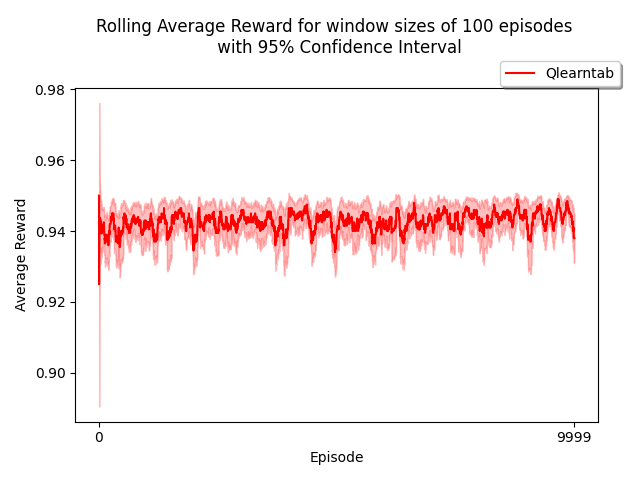 Rolling Average Reward for window sizes of 100 episodes
with 95% Confidence Interval
Qlearntab
0.98
0.96
0.94
0.92
0.90
Average Reward
0
9999
Episode